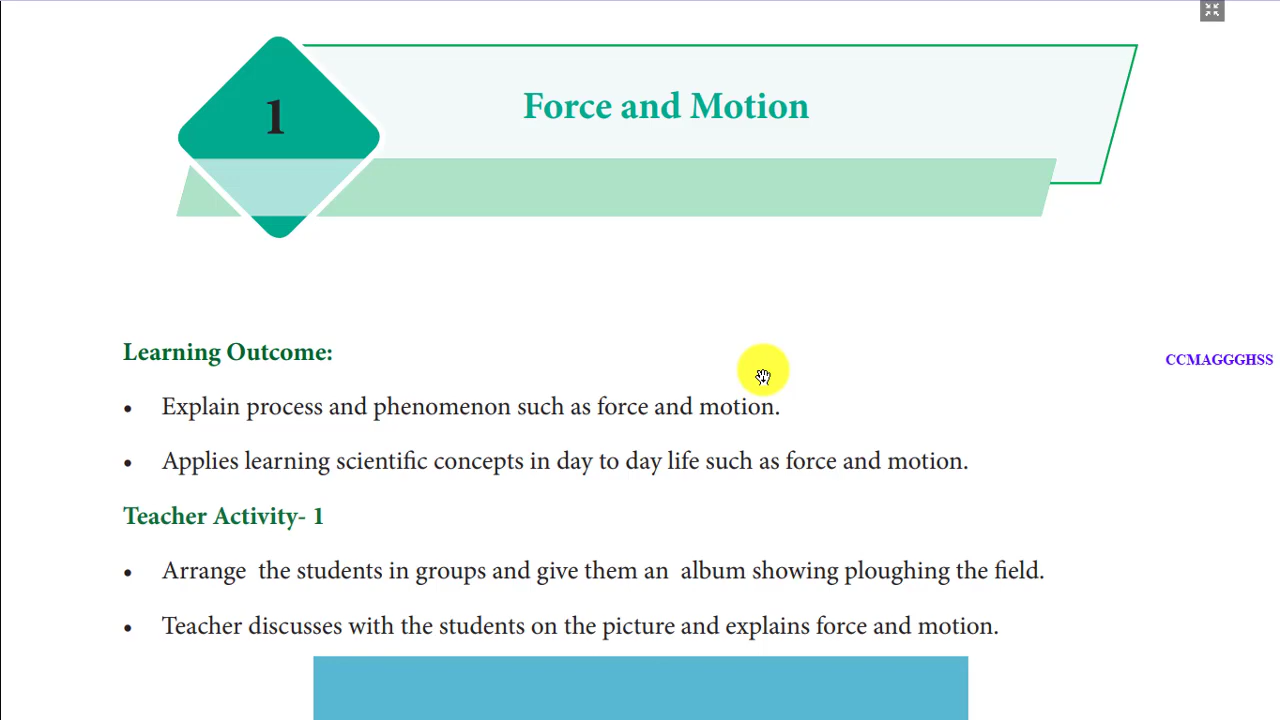 1
Force and Motion
Learning Outcome:
CCMAGGGHSS
• Explain process and phenomenon such as force and motion.
• Applies learning scientific concepts in day to day life such as force and motion.
Teacher Activity- 1
• Arrange the students in groups and give them an album showing ploughing the field.
• Teacher discusses with the students on the picture and explains force and motion.